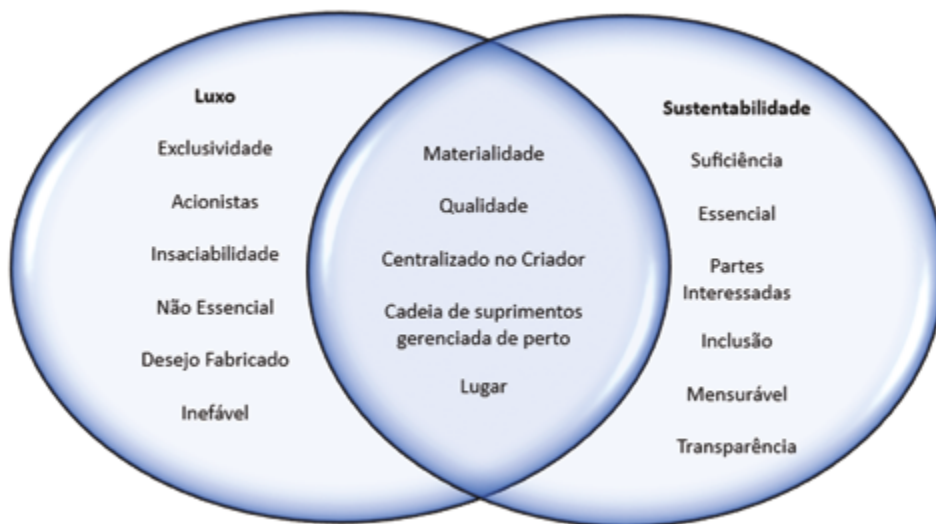 Luxo
Exclusividade
Acionistas
Insaciabilidade
Não Essencial
Desejo Fabricado
Inefável
Materialidade
Qualidade
Centralizado no Criador
Cadeia de suprimentos
gerenciada de perto
Lugar
Sustentabilidade
Suficiência
Essencial
Partes
Interessadas
Inclusão
Mensurável
Transparência